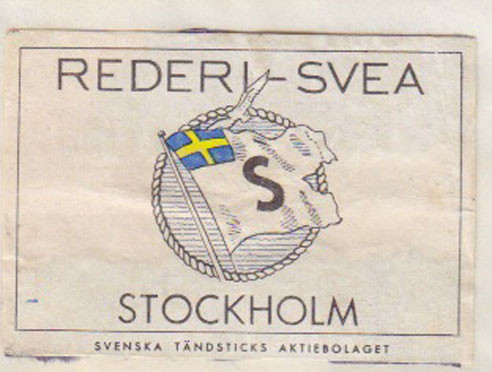 REDERI-SVEA
S
STOCKHOLM
SVENSKA TÄNDSTICKS AKTIEBOLAGET